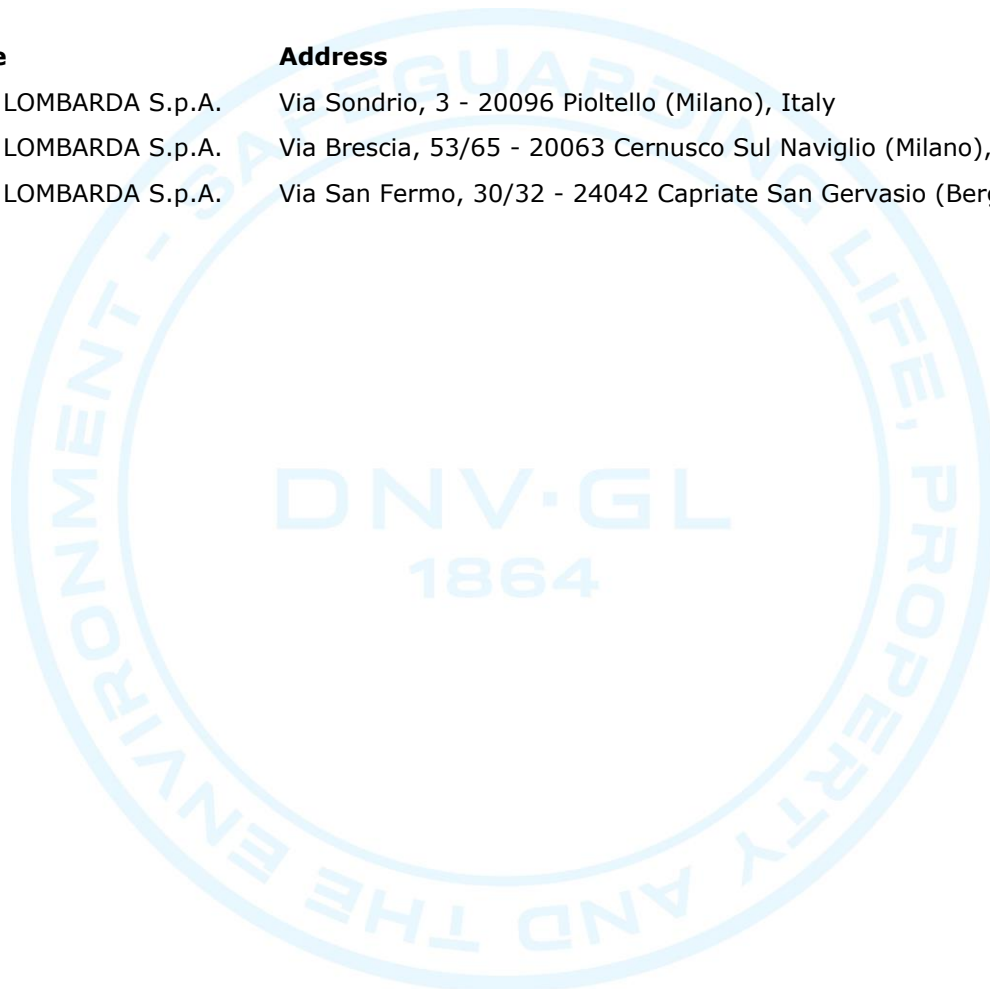 Address
LOMBARDA S.p.A. Via Sondrio, 3 - 20096 Pioltello (Milano), Italy
LOMBARDA S.p.A. Via Brescia, 53/65 - 20063 Cernusco Sul Naviglio (Milano),
LOMBARDA S.p.A. Via San Fermo, 30/32 - 24042 Capriate San Gervasio
SAFEGUARDING LIFE, PROPERTY AND THE ENVIRONMENT -
DNV·GL
1864